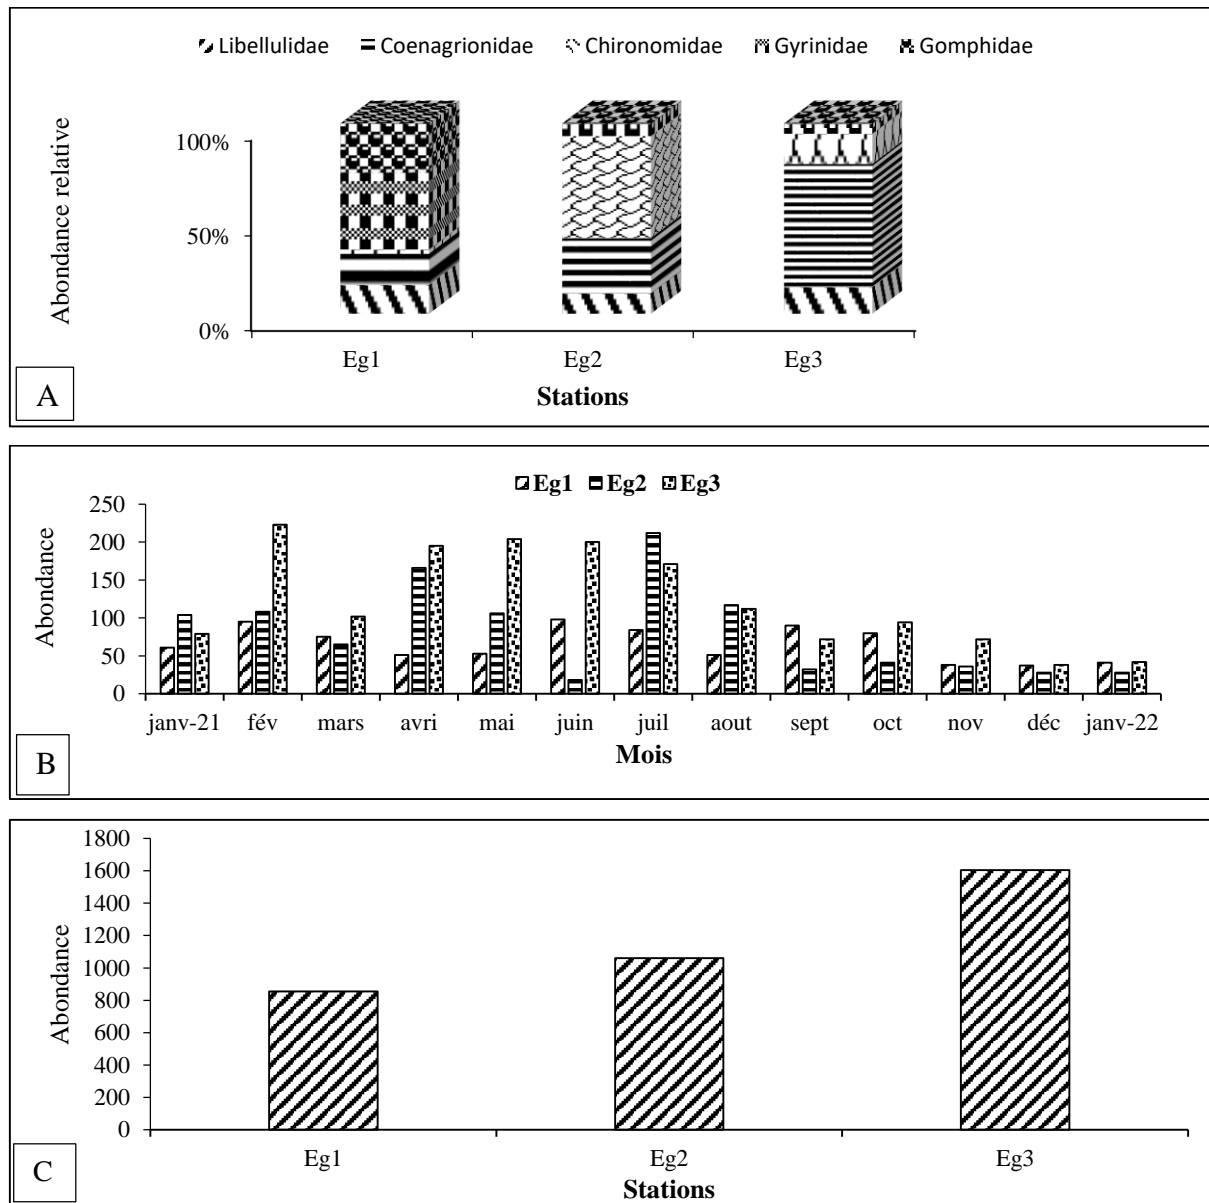 Libellulidae Coenagrionidae Chironomidae Gyrinidae Gomphidae
Abondance relative
100%
50%
0%
Eg1 Eg2 Eg3
Stations
A
Eg1 Eg2 Eg3
Abondance
250
200
150
100
50
0
janv-21 fév mars avri mai juin juil aout sept oct nov déc janv-22
Mois
B
Abondance
1800
1600
1400
1200
1000
800
600
400
200
0
Eg1 Eg2 Eg3
Stations
C